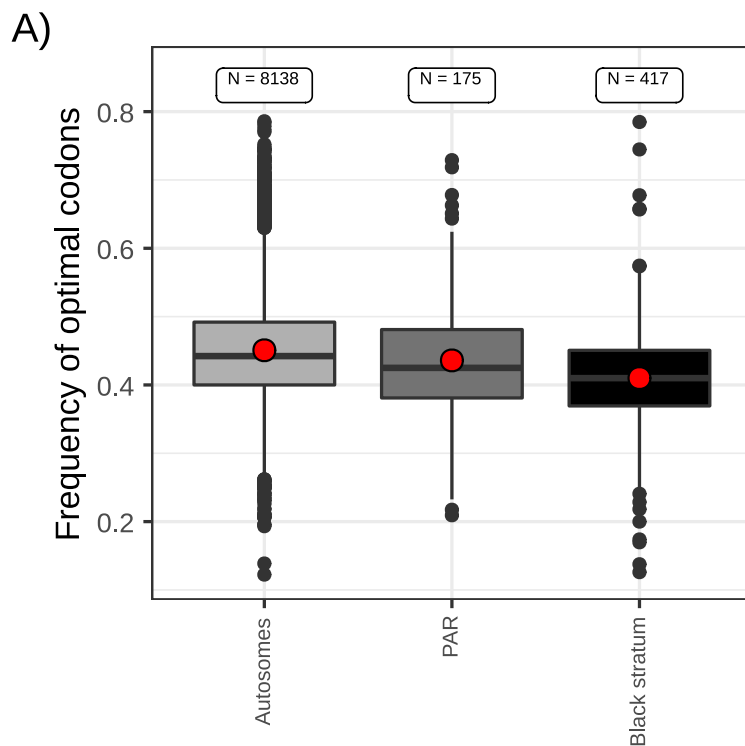 A)
N = 8138
N = 175
N = 417
Frequency of optimal codons
0.8
0.6
0.4
0.2
Autosomes
PAR
Black stratum